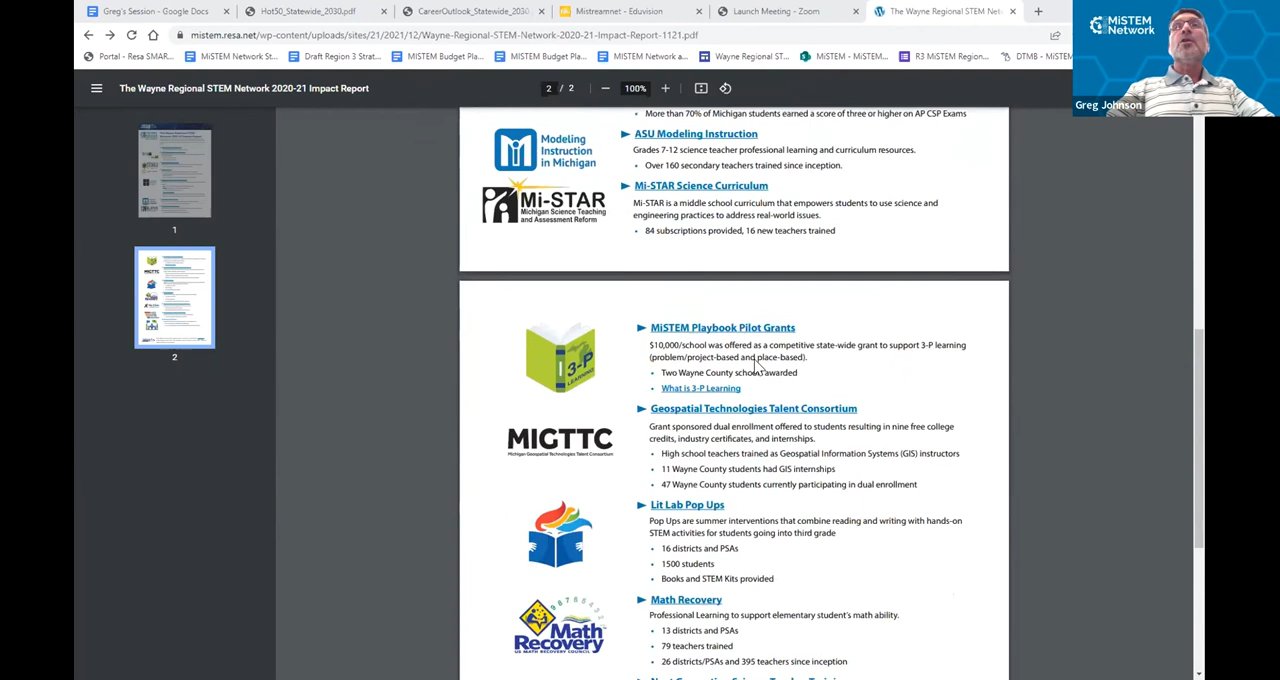 Greg's Session - Google Docs
Hot50_Statewide_2030.pdf
CareerOutlook_Statewide_2030
Mistreamnet - Eduvision
Launch Meeting - Zoom
The Wayne Regional STEM Net
mistem.resa.net/wp-content/uploads/sites/21/2021/12/Wayne-Regional-STEM-Network-2020-21-Impact-Report-1121.pdf
Portal - Resa SMAR...
MiSTEM Network St...
Draft Region 3 Strat...
MiSTEM Budget Pla...
MiSTEM Budget Plan...
MiSTEM Network a...
Wayne Regional ST...
MiSTEM - MiSTEM...
R3 MiSTEM Region...
DTMB - MiSTEM
MiSTEM
Network
Greg Johnson
The Wayne Regional STEM Network 2020-21 Impact Report
2 / 2
100%
1
2
More than 70% of Michigan students earned a score of three or higher on AP CSP Exams
Modeling
Instruction
in Michigan
ASU Modeling Instruction
Grades 7-12 science teacher professional learning and curriculum resources.
• Over 160 secondary teachers trained since inception.
Mi-STAR
Michigan Science Teaching
and Assessment Reform
Mi-STAR Science Curriculum
Mi-STAR is a middle school curriculum that empowers students to use science and
engineering practices to address real-world issues.
• 84 subscriptions provided, 16 new teachers trained
3-P
LEARNING
MiSTEM Playbook Pilot Grants
$10,000/school was offered as a competitive state-wide grant to support 3-P learning
(problem/project-based and place-based).
• Two Wayne County schools awarded
• What is 3-P Learning
MIGTTC
Michigan Geospatial Technologies Talent Consortium
Geospatial Technologies Talent Consortium
Grant sponsored dual enrollment offered to students resulting in nine free college
credits, industry certificates, and internships.
• High school teachers trained as Geospatial Information Systems (GIS) instructors
• 11 Wayne County students had GIS internships
• 47 Wayne County students currently participating in dual enrollment
Lit Lab Pop Ups
Pop Ups are summer interventions that combine reading and writing with hands-on
STEM activities for students going into third grade
• 16 districts and PSAs
• 1500 students
• Books and STEM Kits provided
Math
Recovery
US MATH RECOVERY COUNCIL
Math Recovery
Professional Learning to support elementary student's math ability.
• 13 districts and PSAs
• 79 teachers trained
• 26 districts/PSAs and 395 teachers since inception